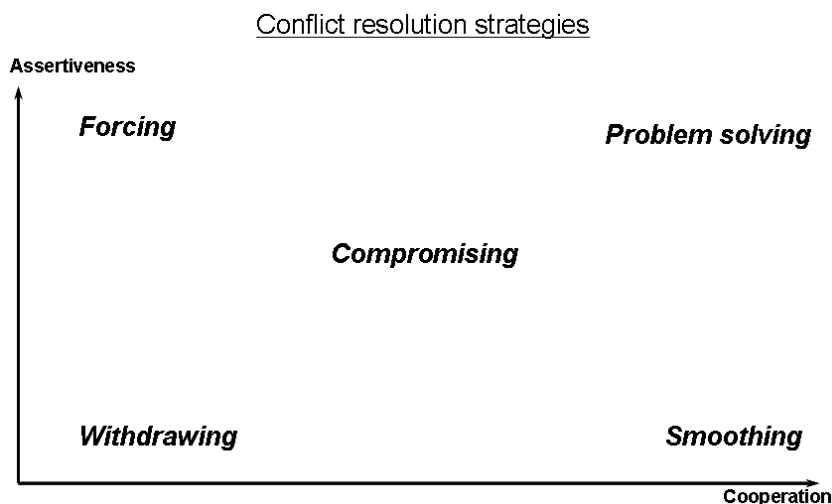 Conflict resolution strategies
Assertiveness
Forcing
Problem solving
Compromising
Withdrawing
Smoothing
Cooperation